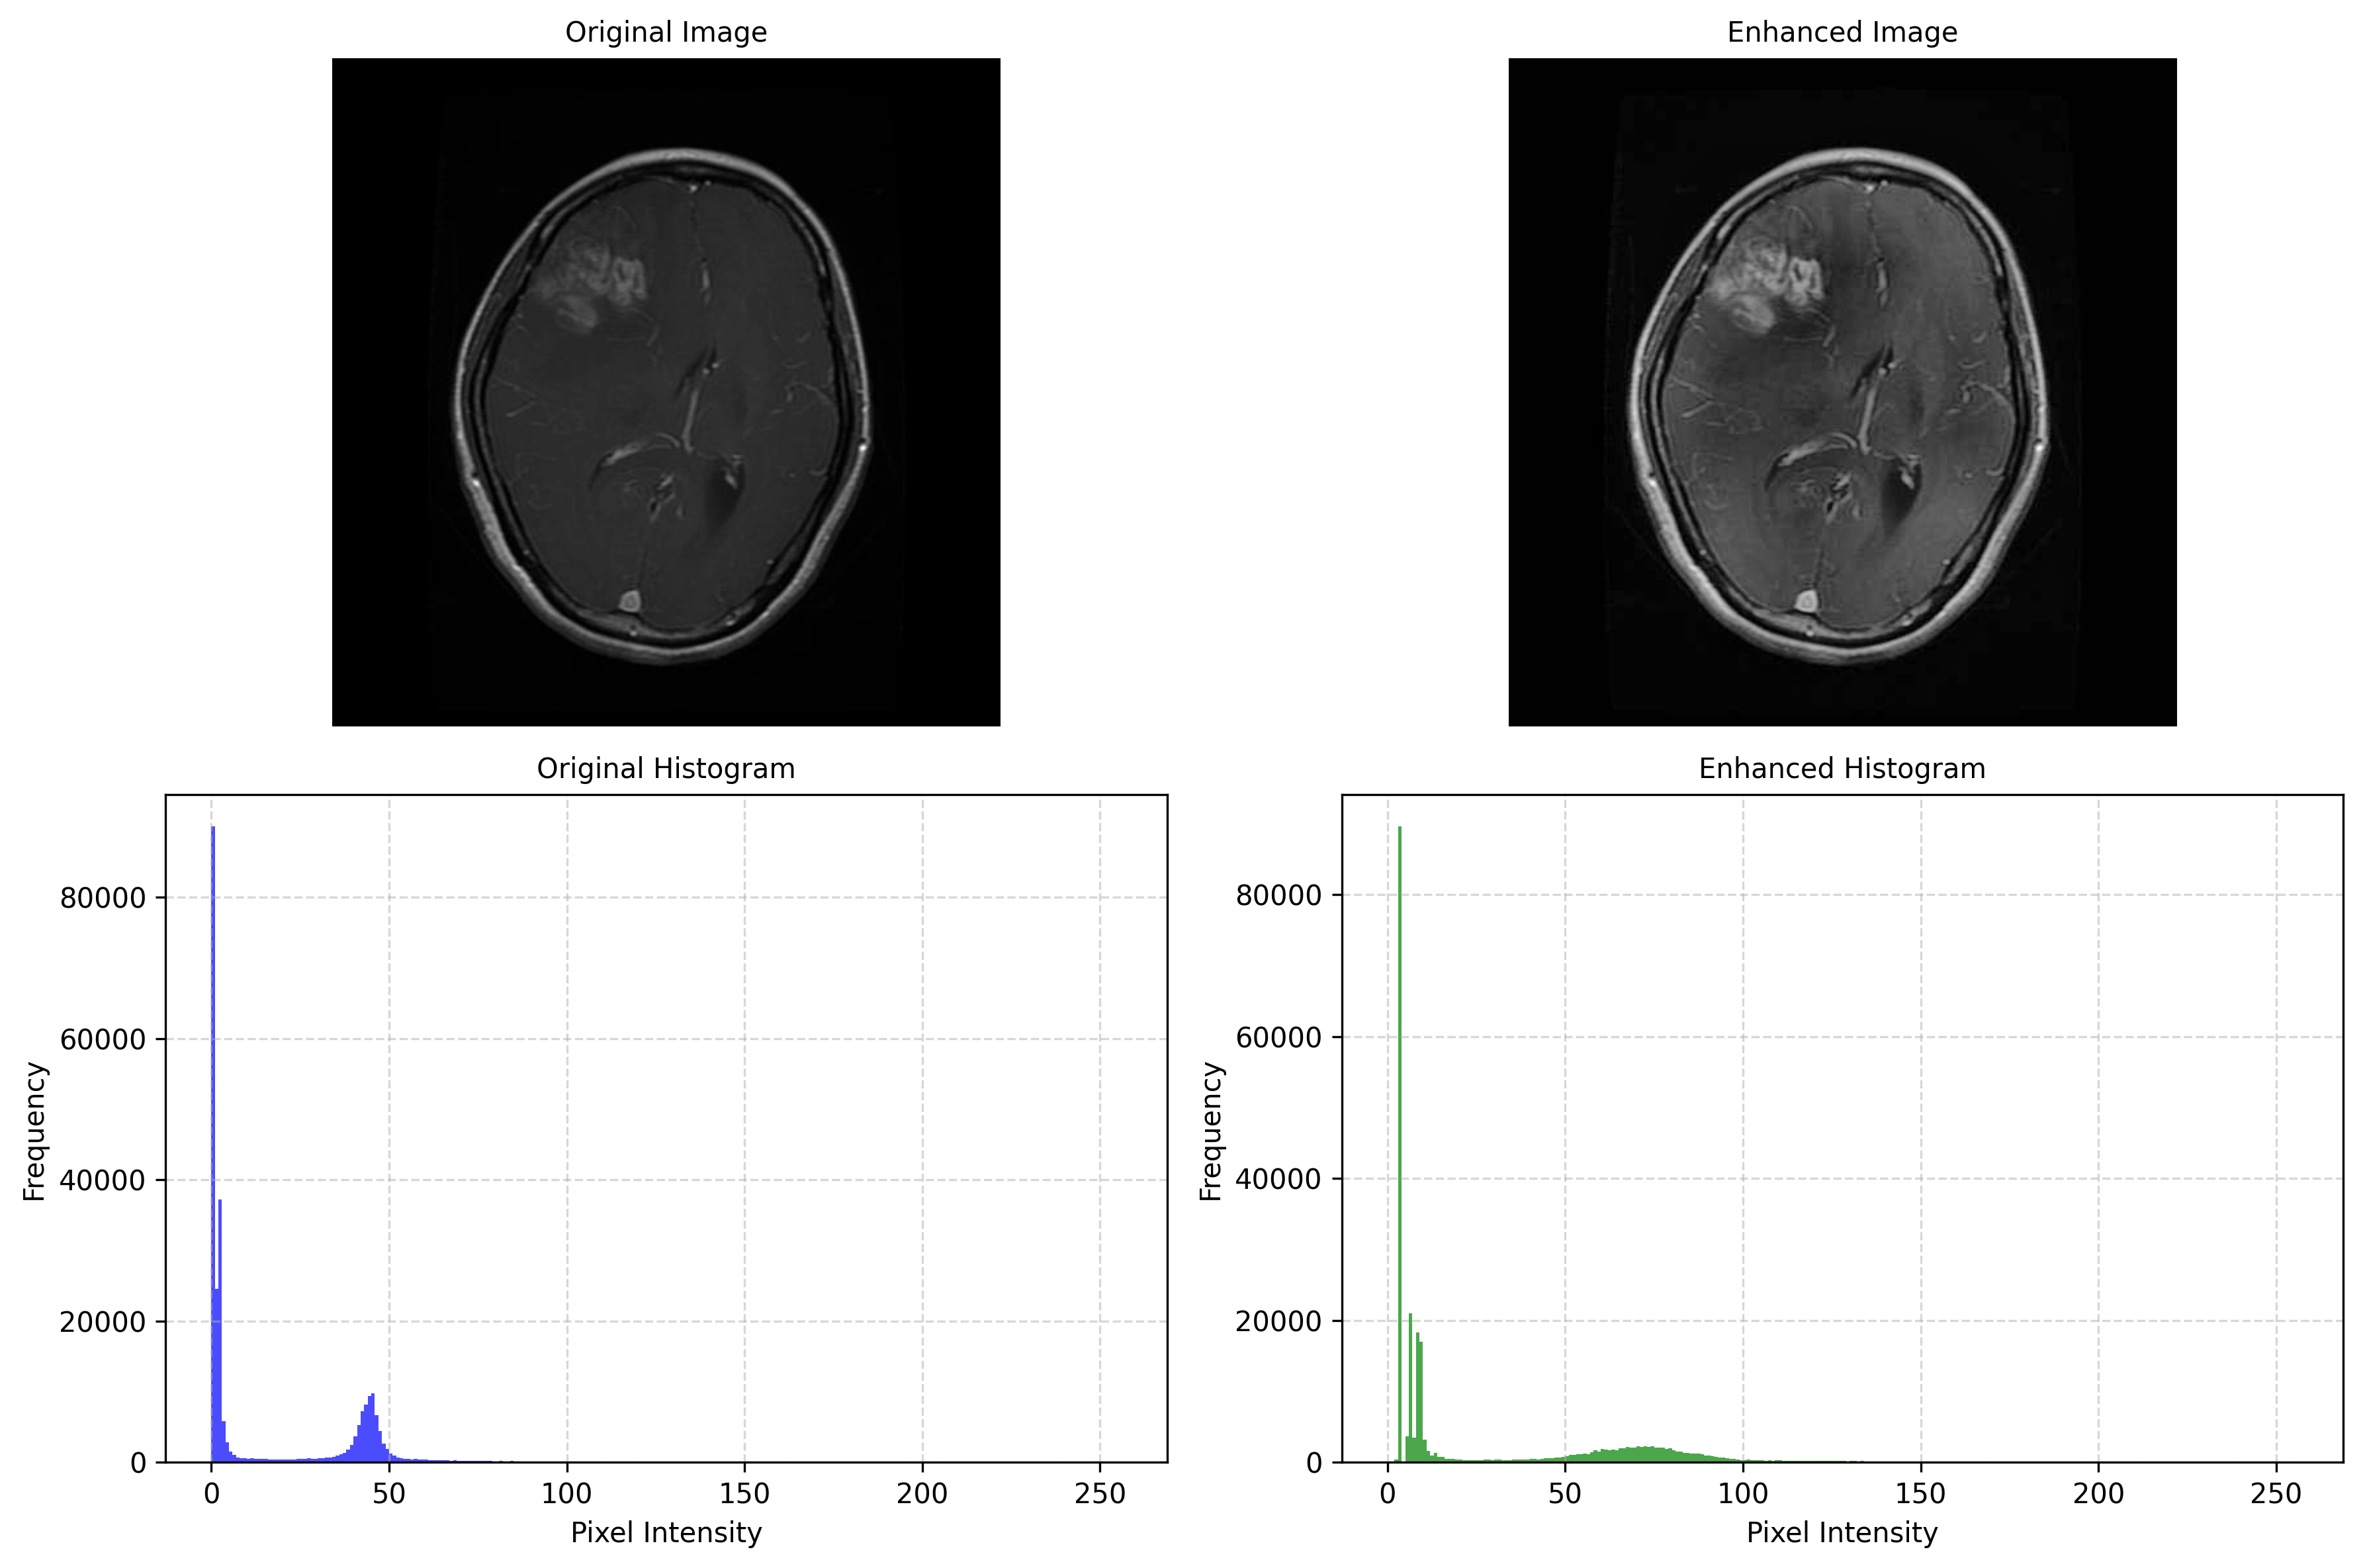 Original Image
Enhanced Image
Original Histogram
Enhanced Histogram
Frequency
80000
60000
40000
20000
0
0 50 100 150 200 250
Pixel Intensity
Frequency
80000
60000
40000
20000
0
0 50 100 150 200 250
Pixel Intensity